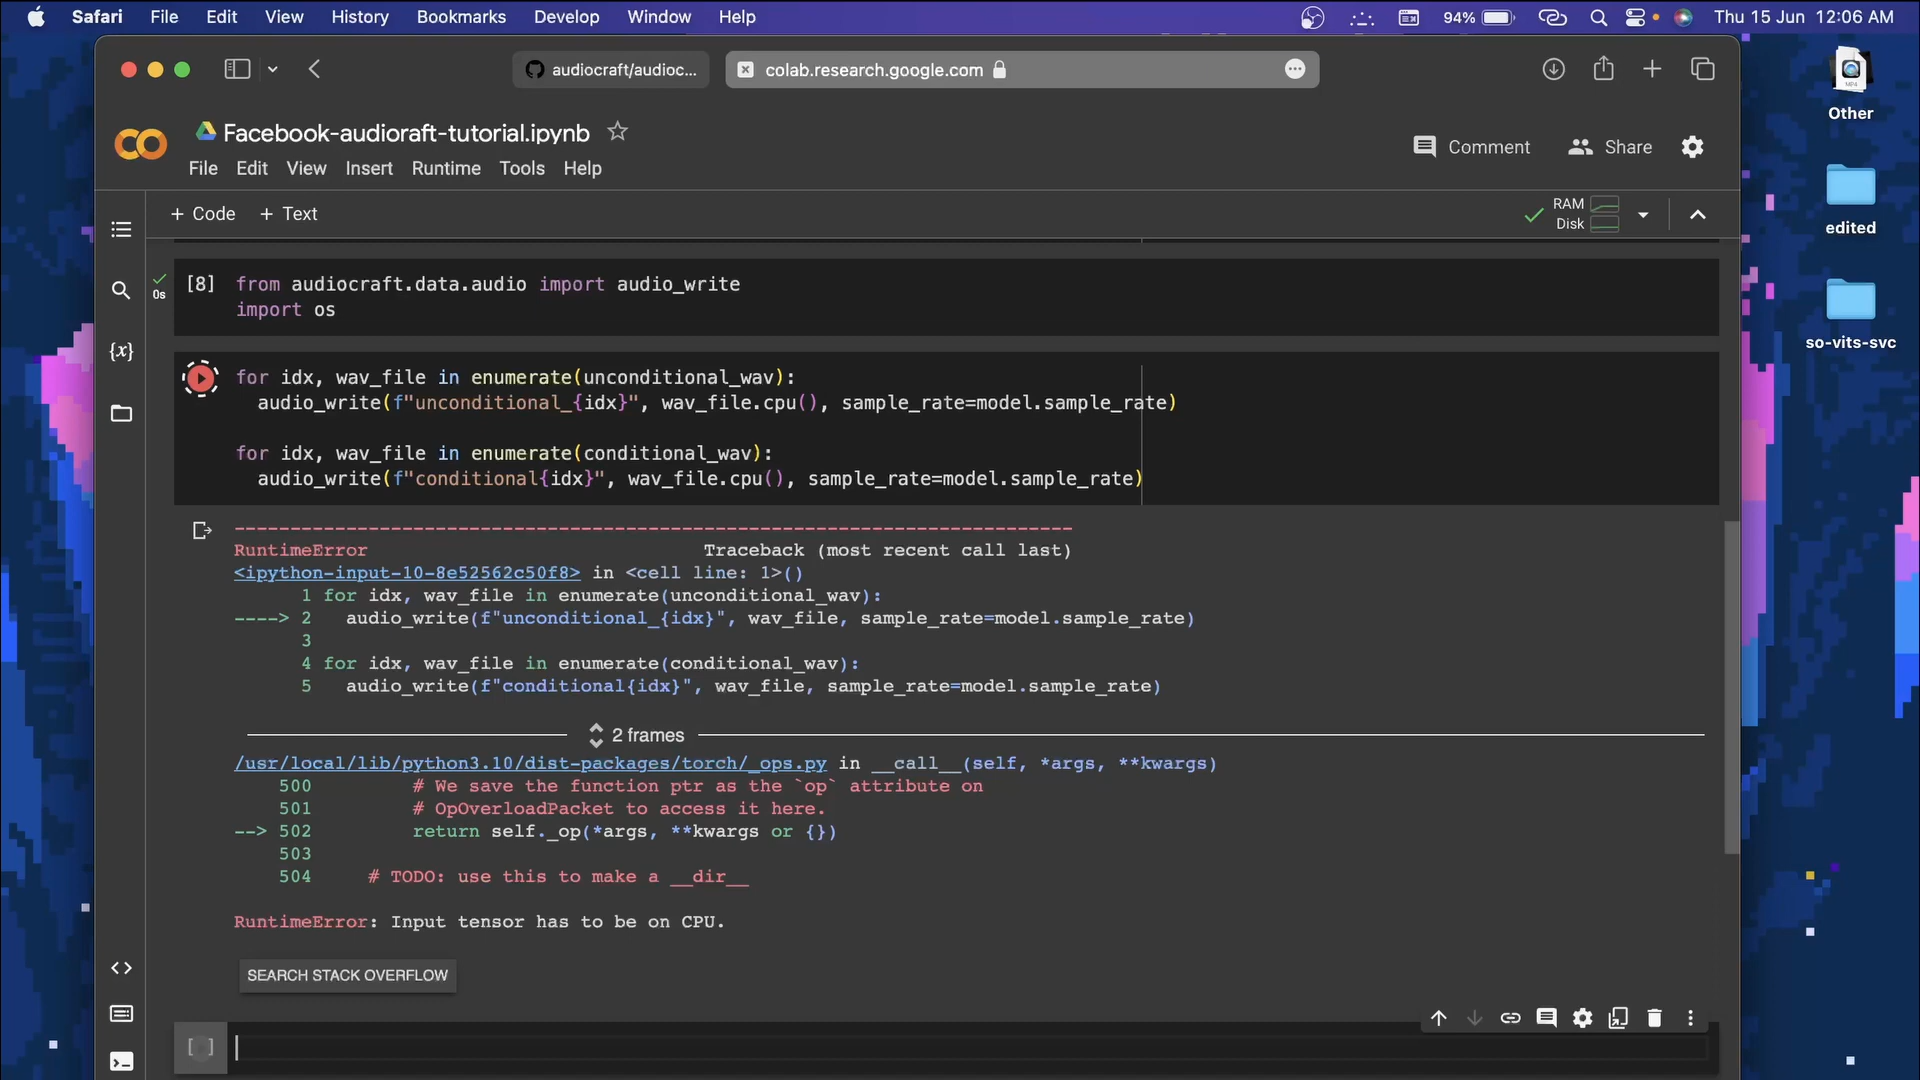 Safari File Edit View History Bookmarks Develop Window Help 94% Thu 15 Jun 12:06 AM
audiocraft/audioc... colab.research.google.com
Other
edited
so-vits-svc
Facebook-audioraft-tutorial.ipynb
File Edit View Insert Runtime Tools Help
Comment Share
+ Code + Text
RAM
Disk
[8] from audiocraft.data.audio import audio_write
0s
import os
{x}
for idx, wav_file in enumerate(unconditional_wav):
audio_write(f"unconditional_{idx}", wav_file.cpu(), sample_rate=model.sample_rate)
for idx, wav_file in enumerate(conditional_wav):
audio_write(f"conditional{idx}", wav_file.cpu(), sample_rate=model.sample_rate)
---------------------------------------------------------------------------
RuntimeError Traceback (most recent call last)
<ipython-input-10-8e52562c50f8> in <cell line: 1>()
1 for idx, wav_file in enumerate(unconditional_wav):
----> 2 audio_write(f"unconditional_{idx}", wav_file, sample_rate=model.sample_rate)
3
4 for idx, wav_file in enumerate(conditional_wav):
5 audio_write(f"conditional{idx}", wav_file, sample_rate=model.sample_rate)
2 frames
/usr/local/lib/python3.10/dist-packages/torch/_ops.py in __call__(self, *args, **kwargs)
500 # We save the function ptr as the `op` attribute on
501 # OpOverloadPacket to access it here.
--> 502 return self._op(*args, **kwargs or {})
503
504 # TODO: use this to make a __dir__
RuntimeError: Input tensor has to be on CPU.
SEARCH STACK OVERFLOW
[ ]